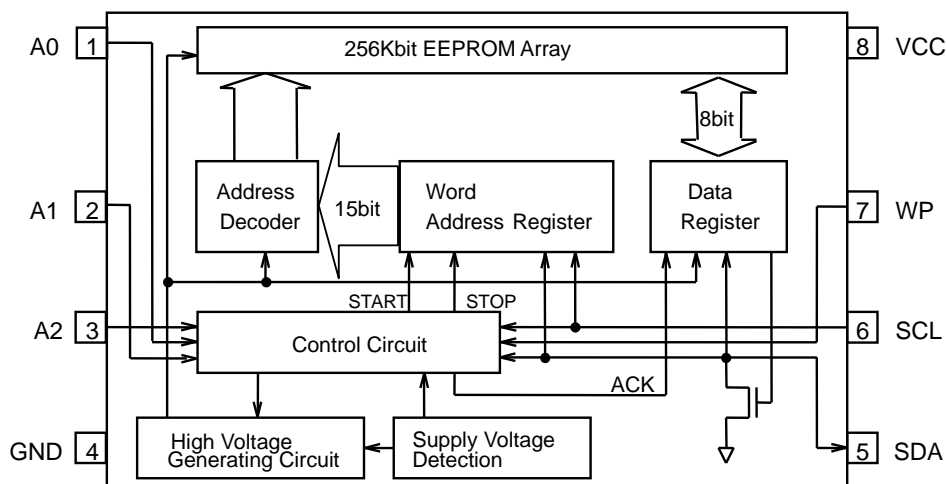 A0 1
256Kbit EEPROM Array
8 VCC
8bit
A1 2
Address
Decoder
15bit
Word
Address Register
Data
Register
7 WP
START
STOP
A2 3
Control Circuit
6 SCL
ACK
GND 4
High Voltage
Generating Circuit
Supply Voltage
Detection
5 SDA